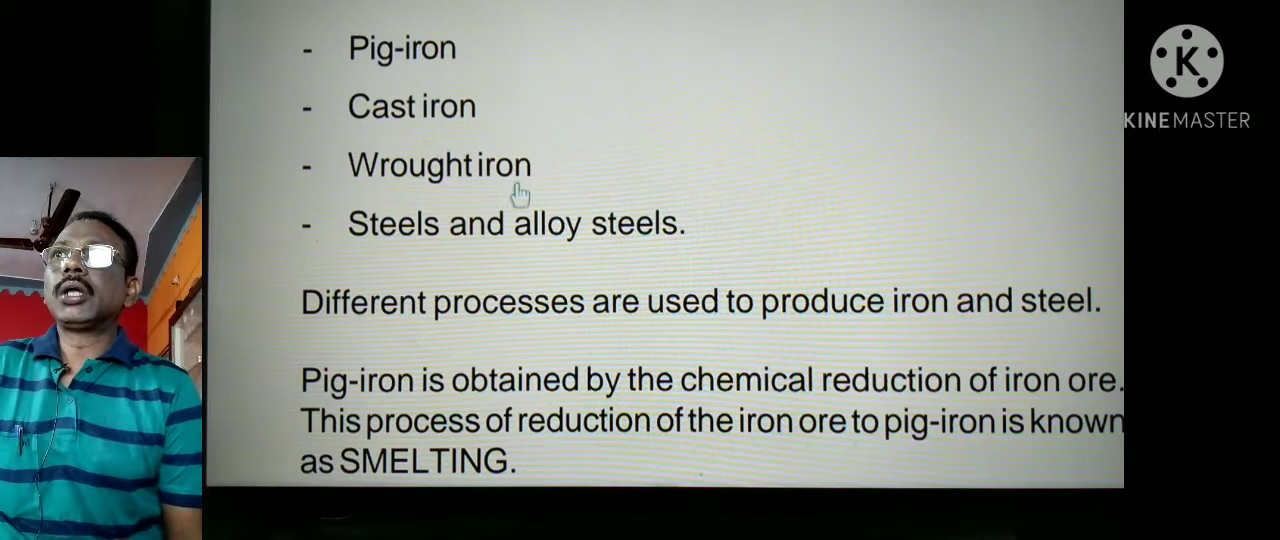 - Pig-iron
- Cast iron
- Wrought iron
- Steels and alloy steels.
Different processes are used to produce iron and steel.
Pig-iron is obtained by the chemical reduction of iron ore.
This process of reduction of the iron ore to pig-iron is known
as SMELTING.
K
KINEMASTER